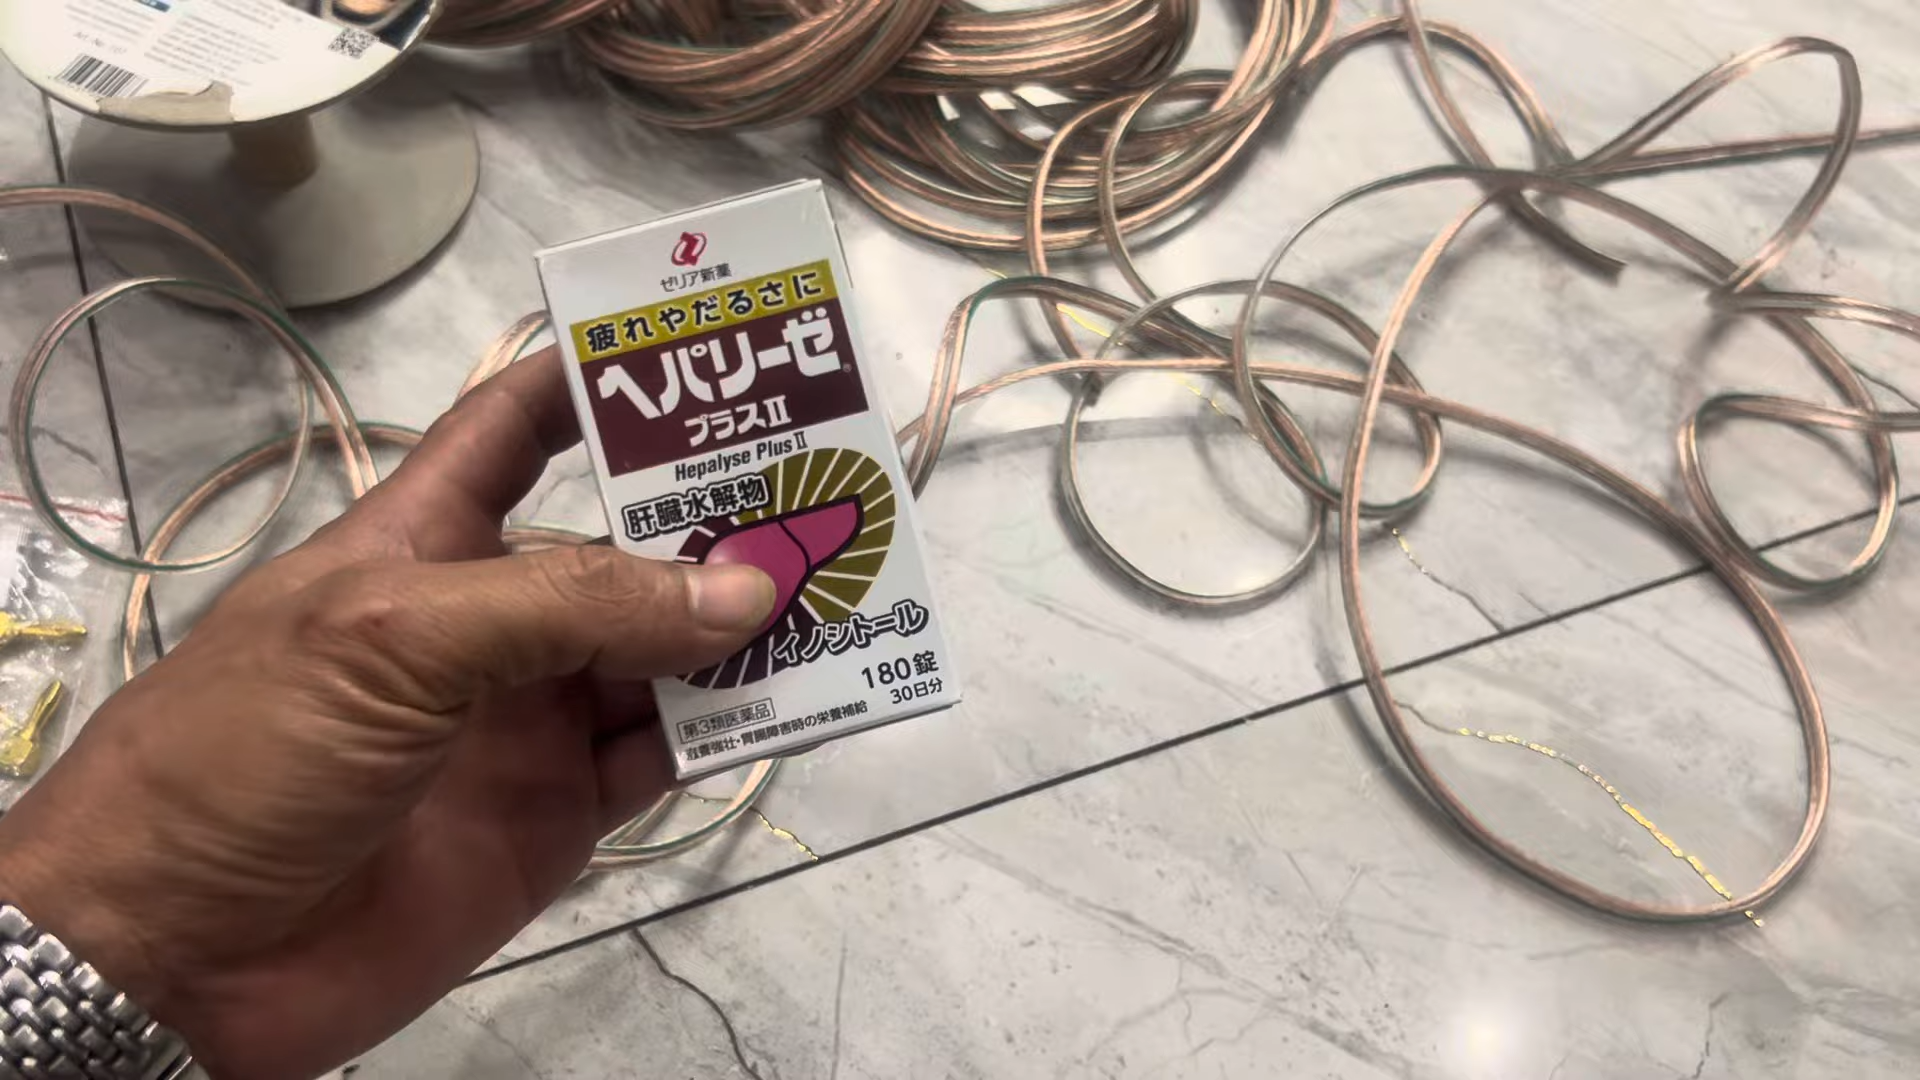 ゼリア新薬
疲れやだるさに
ヘパリーゼ®
プラスII
Hepalyse Plus II
肝臓水解物
イノシトール
180錠
30日分
第3類医薬品
滋養強壮・胃腸障害時の栄養補給